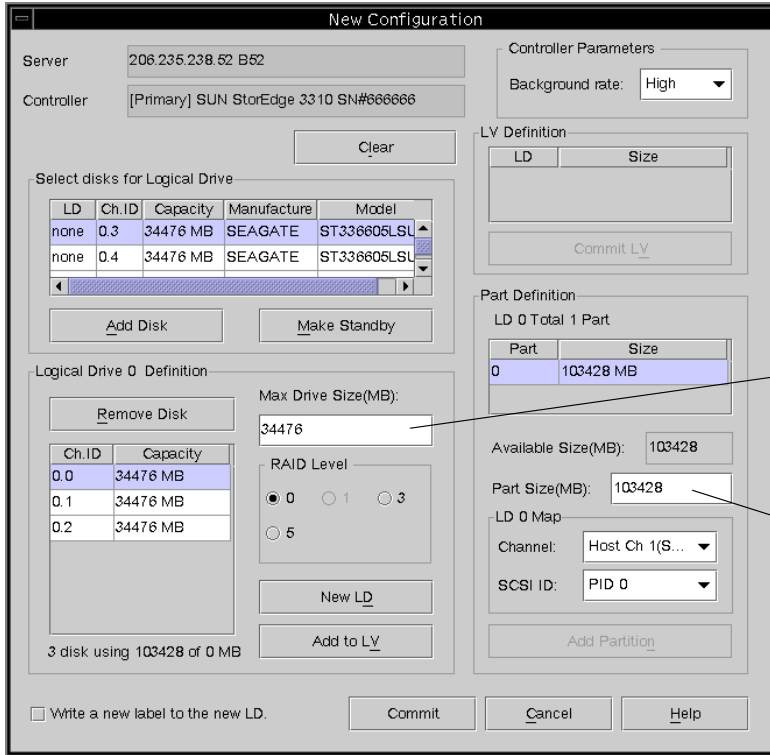 New Configuration
Server
206.235.238.52 B52
Controller
[Primary] SUN StorEdge 3310 SN#666666
Clear
Select disks for Logical Drive
LD Ch.ID Capacity Manufacture Model
none 0.3 34476 MB SEAGATE ST336605LSU
none 0.4 34476 MB SEAGATE ST336605LSU
Add Disk
Make Standby
Logical Drive 0 Definition
Remove Disk
Ch.ID Capacity
0.0 34476 MB
0.1 34476 MB
0.2 34476 MB
3 disk using 103428 of 0 MB
Max Drive Size(MB):
34476
RAID Level
0 1 3
5
New LD
Add to LV
Controller Parameters
Background rate: High
LV Definition
LD Size
Commit LV
Part Definition
LD 0 Total 1 Part
Part Size
0 103428 MB
Available Size(MB): 103428
Part Size(MB): 103428
LD 0 Map
Channel: Host Ch 1(S...
SCSI ID: PID 0
Add Partition
Write a new label to the new LD.
Commit
Cancel
Help